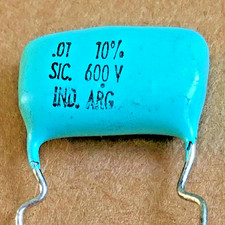 .01 10%
SIC. 600 V
IND. ARG